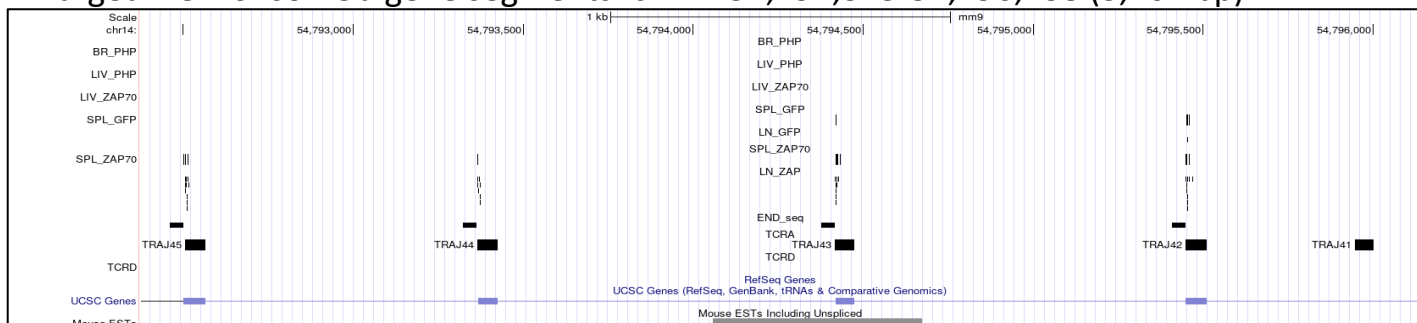 Scale 1 kb mm9
chr14: 54,793,000 54,793,500 54,794,000 54,794,500 54,795,000 54,795,500 54,796,000
BR_PHP BR_PHP
LIV_PHP LIV_PHP
LIV_ZAP70 LIV_ZAP70
SPL_GFP SPL_GFP
LN_GFP
SPL_ZAP70 SPL_ZAP70
LN_ZAP
END_seq
TCRA
TRAJ45 TRAJ44 TRAJ43 TRAJ42 TRAJ41
TCRD TCRD
RefSeq Genes
UCSC Genes (RefSeq, GenBank, tRNAs & Comparative Genomics)
UCSC Genes
Mouse ESTs Including Unspliced
Mouse ESTs